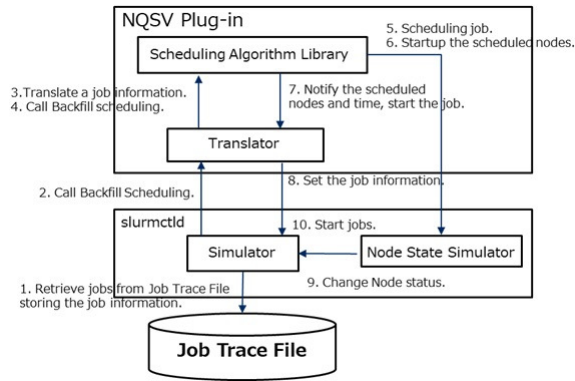 NQSV Plug-in
5. Scheduling job.
6. Startup the scheduled nodes.
Scheduling Algorithm Library
3.Translate a job information.
4. Call Backfill scheduling.
7. Notify the scheduled
nodes and time, start the job.
Translator
8. Set the job information.
2. Call Backfill Scheduling.
slurmctld
10. Start jobs.
Simulator
Node State Simulator
9. Change Node status.
1. Retrieve jobs from Job Trace File
storing the job information.
Job Trace File